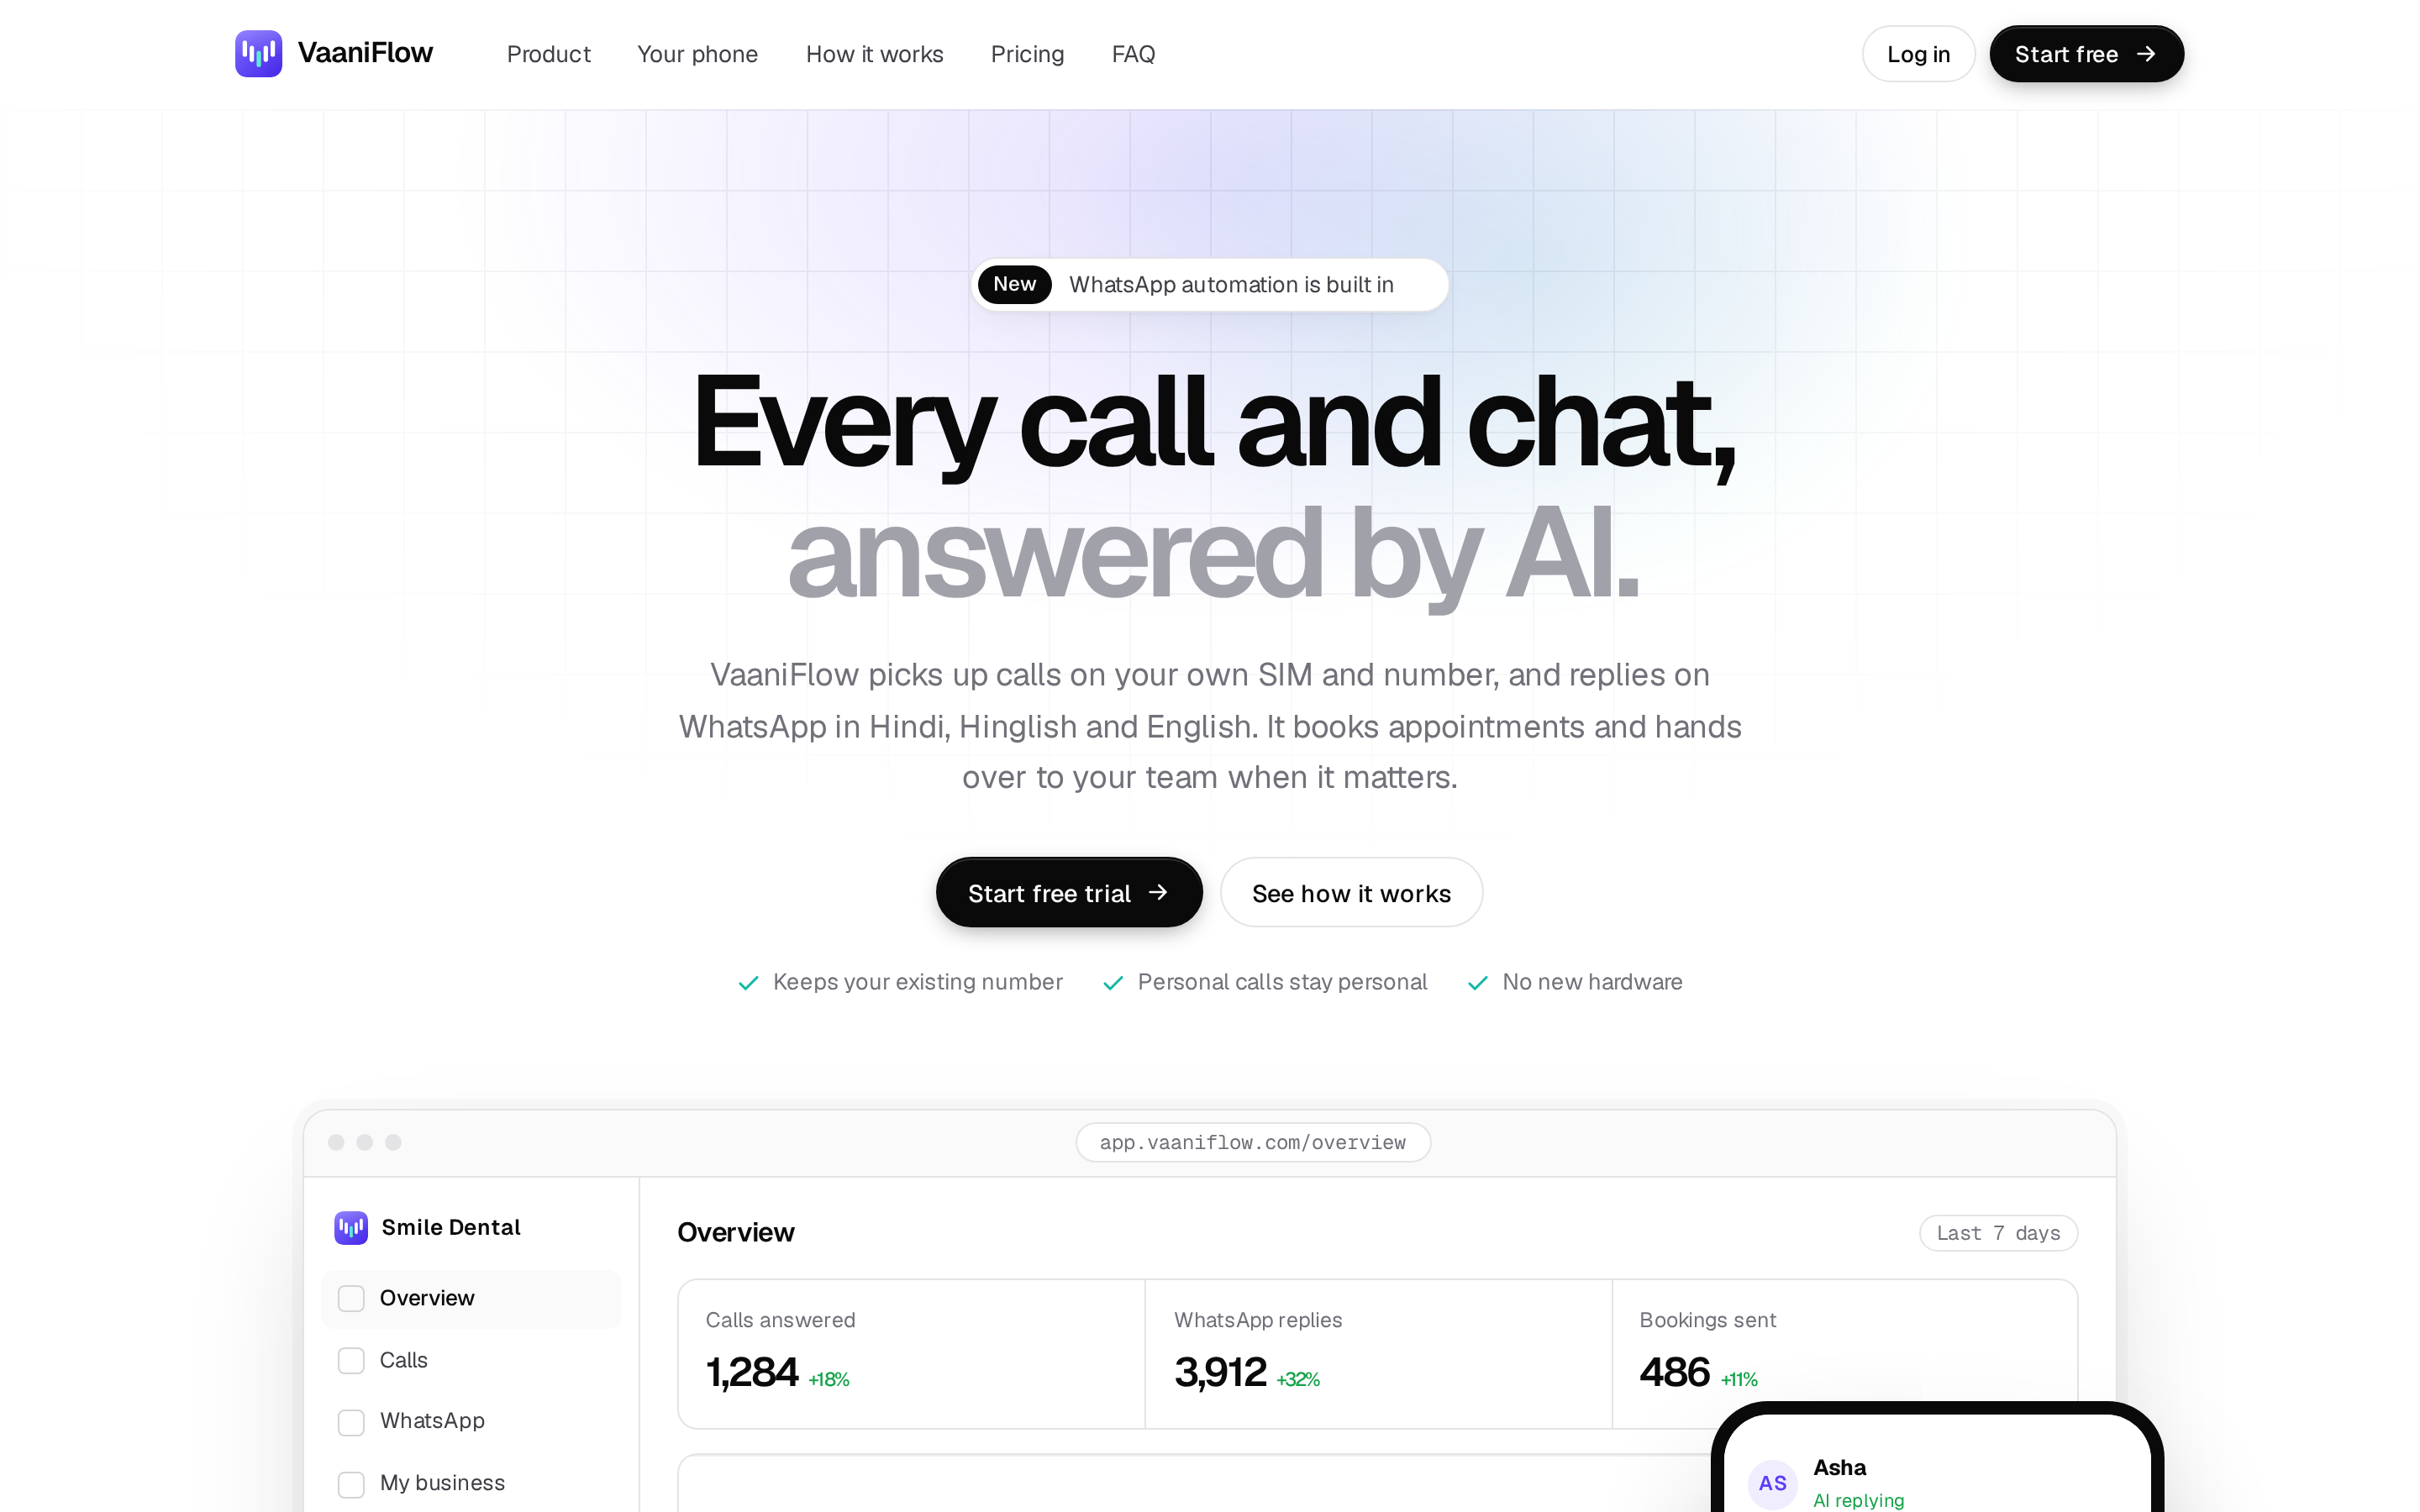 VaaniFlow
Product
Your phone
How it works
Pricing
FAQ
Log in
Start free →
New WhatsApp automation is built in
Every call and chat,
answered by AI.
VaaniFlow picks up calls on your own SIM and number, and replies on
WhatsApp in Hindi, Hinglish and English. It books appointments and hands
over to your team when it matters.
Start free trial →
See how it works
Keeps your existing number
Personal calls stay personal
No new hardware
app.vaaniflow.com/overview
Smile Dental
Overview
Calls
WhatsApp
My business
Overview
Last 7 days
Calls answered
1,284 +18%
WhatsApp replies
3,912 +32%
Bookings sent
486 +11%
AS
Asha
AI replying